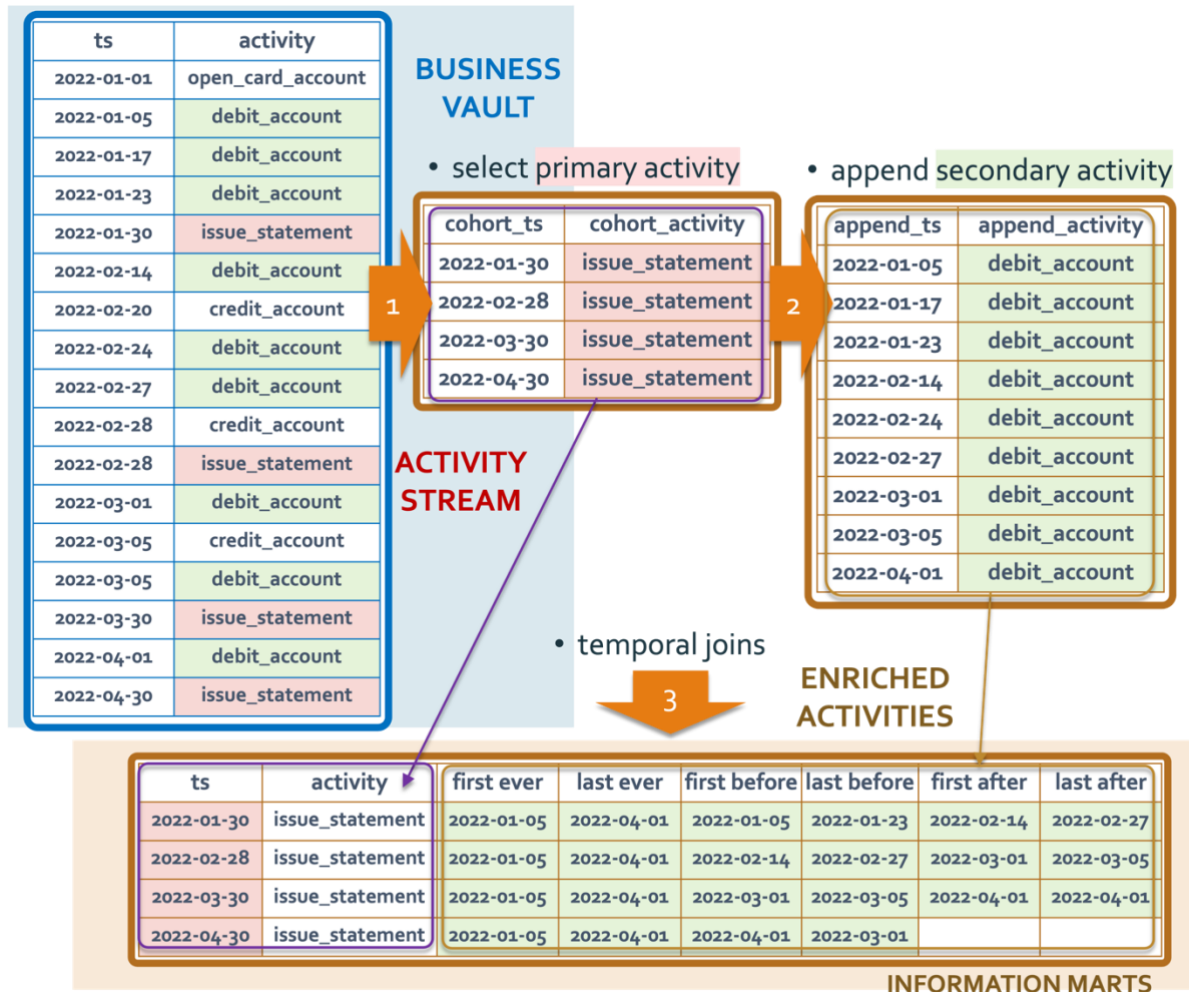 ts activity
2022-01-01 open_card_account
2022-01-05 debit_account
2022-01-17 debit_account
2022-01-23 debit_account
2022-01-30 issue_statement
2022-02-14 debit_account
2022-02-20 credit_account
2022-02-24 debit_account
2022-02-27 debit_account
2022-02-28 credit_account
2022-02-28 issue_statement
2022-03-01 debit_account
2022-03-05 credit_account
2022-03-05 debit_account
2022-03-30 issue_statement
2022-04-01 debit_account
2022-04-30 issue_statement
BUSINESS
VAULT
• select primary activity
1
cohort_ts cohort_activity
2022-01-30 issue_statement
2022-02-28 issue_statement
2022-03-30 issue_statement
2022-04-30 issue_statement
ACTIVITY
STREAM
• append secondary activity
2
append_ts append_activity
2022-01-05 debit_account
2022-01-17 debit_account
2022-01-23 debit_account
2022-02-14 debit_account
2022-02-24 debit_account
2022-02-27 debit_account
2022-03-01 debit_account
2022-03-05 debit_account
2022-04-01 debit_account
• temporal joins
3
ENRICHED
ACTIVITIES
ts activity first ever last ever first before last before first after last after
2022-01-30 issue_statement 2022-01-05 2022-04-01 2022-01-05 2022-01-23 2022-02-14 2022-02-27
2022-02-28 issue_statement 2022-01-05 2022-04-01 2022-02-14 2022-02-27 2022-03-01 2022-03-05
2022-03-30 issue_statement 2022-01-05 2022-04-01 2022-03-01 2022-03-05 2022-04-01 2022-04-01
2022-04-30 issue_statement 2022-01-05 2022-04-01 2022-04-01 2022-03-01
INFORMATION MARTS